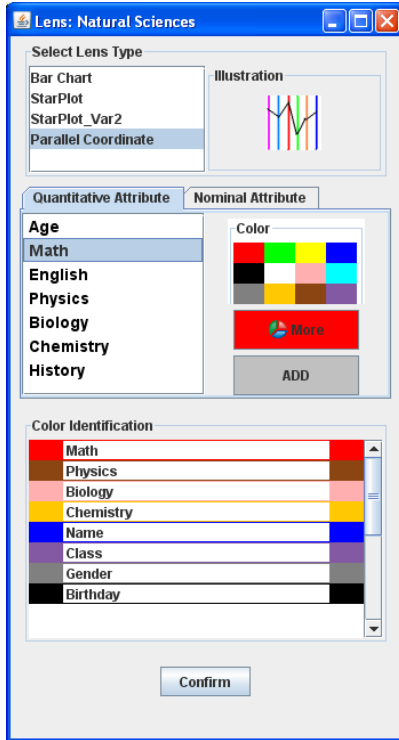 Lens: Natural Sciences
Select Lens Type
Bar Chart
StarPlot
StarPlot_Var2
Parallel Coordinate
Illustration
Quantitative Attribute
Nominal Attribute
Age
Math
English
Physics
Biology
Chemistry
History
Color
More
ADD
Color Identification
Math
Physics
Biology
Chemistry
Name
Class
Gender
Birthday
Confirm